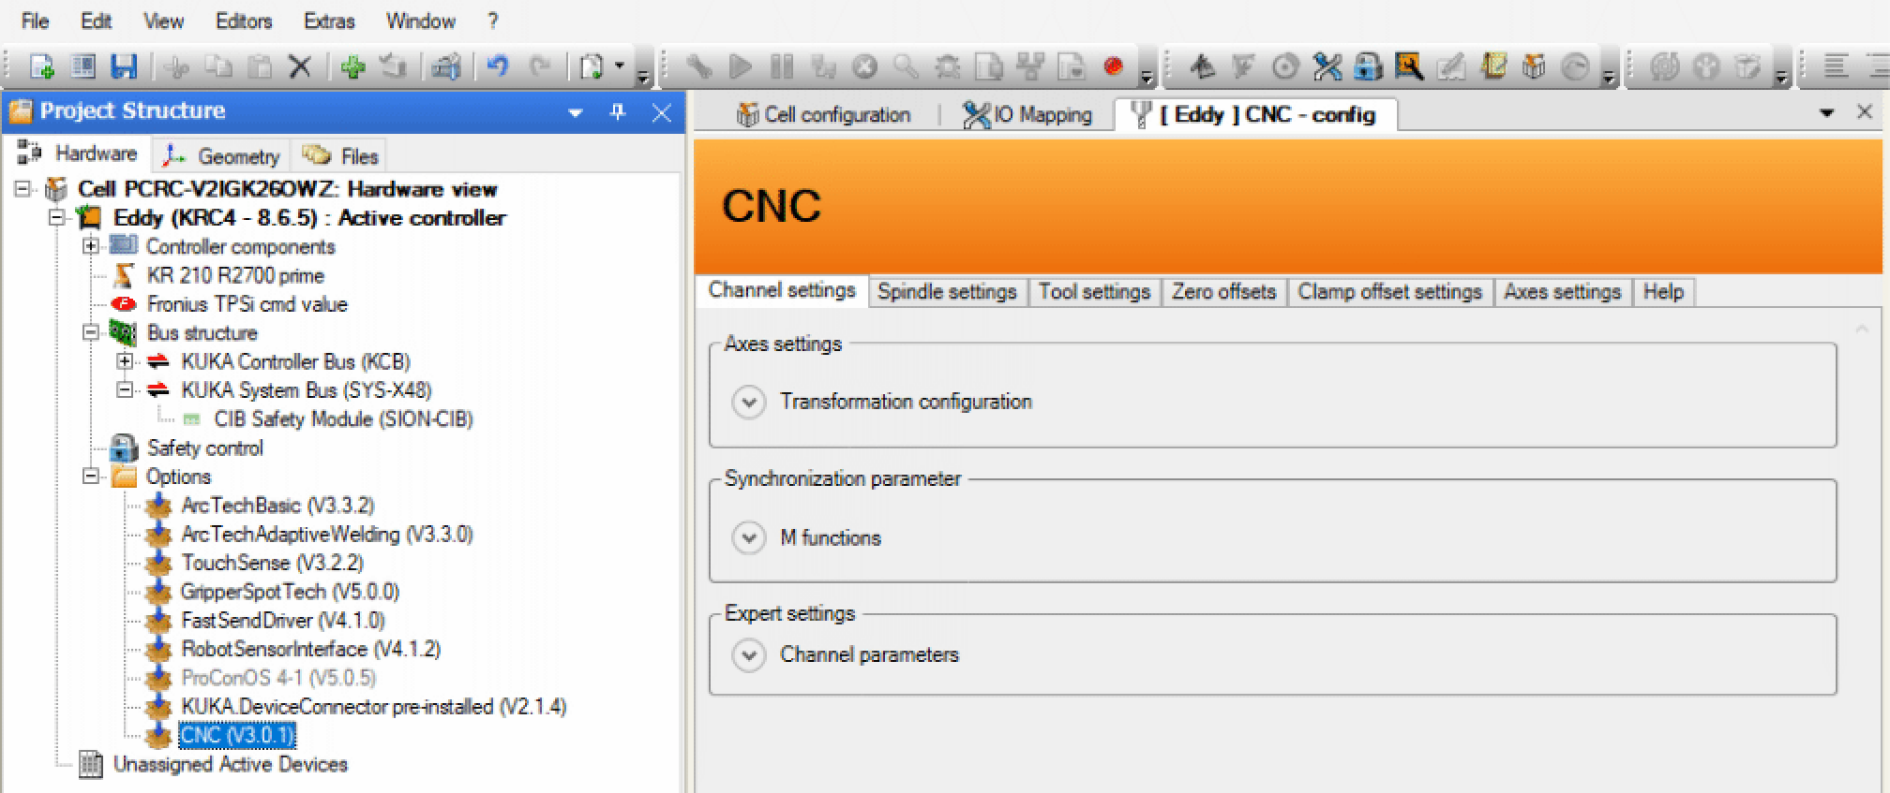 File Edit View Editors Extras Window ?
Project Structure
Hardware Geometry Files
Cell PCRC-V2IGK26OWZ: Hardware view
Eddy (KRC4 - 8.6.5) : Active controller
Controller components
KR 210 R2700 prime
Fronius TPSi cmd value
Bus structure
KUKA Controller Bus (KCB)
KUKA System Bus (SYS-X48)
CIB Safety Module (SION-CIB)
Safety control
Options
ArcTechBasic (V3.3.2)
ArcTechAdaptiveWelding (V3.3.0)
TouchSense (V3.2.2)
GripperSpotTech (V5.0.0)
FastSendDriver (V4.1.0)
RobotSensorInterface (V4.1.2)
ProConOS 4-1 (V5.0.5)
KUKA.DeviceConnector pre-installed (V2.1.4)
CNC (V3.0.1)
Unassigned Active Devices
Cell configuration IO Mapping [ Eddy ] CNC - config
CNC
Channel settings Spindle settings Tool settings Zero offsets Clamp offset settings Axes settings Help
Axes settings
Transformation configuration
Synchronization parameter
M functions
Expert settings
Channel parameters